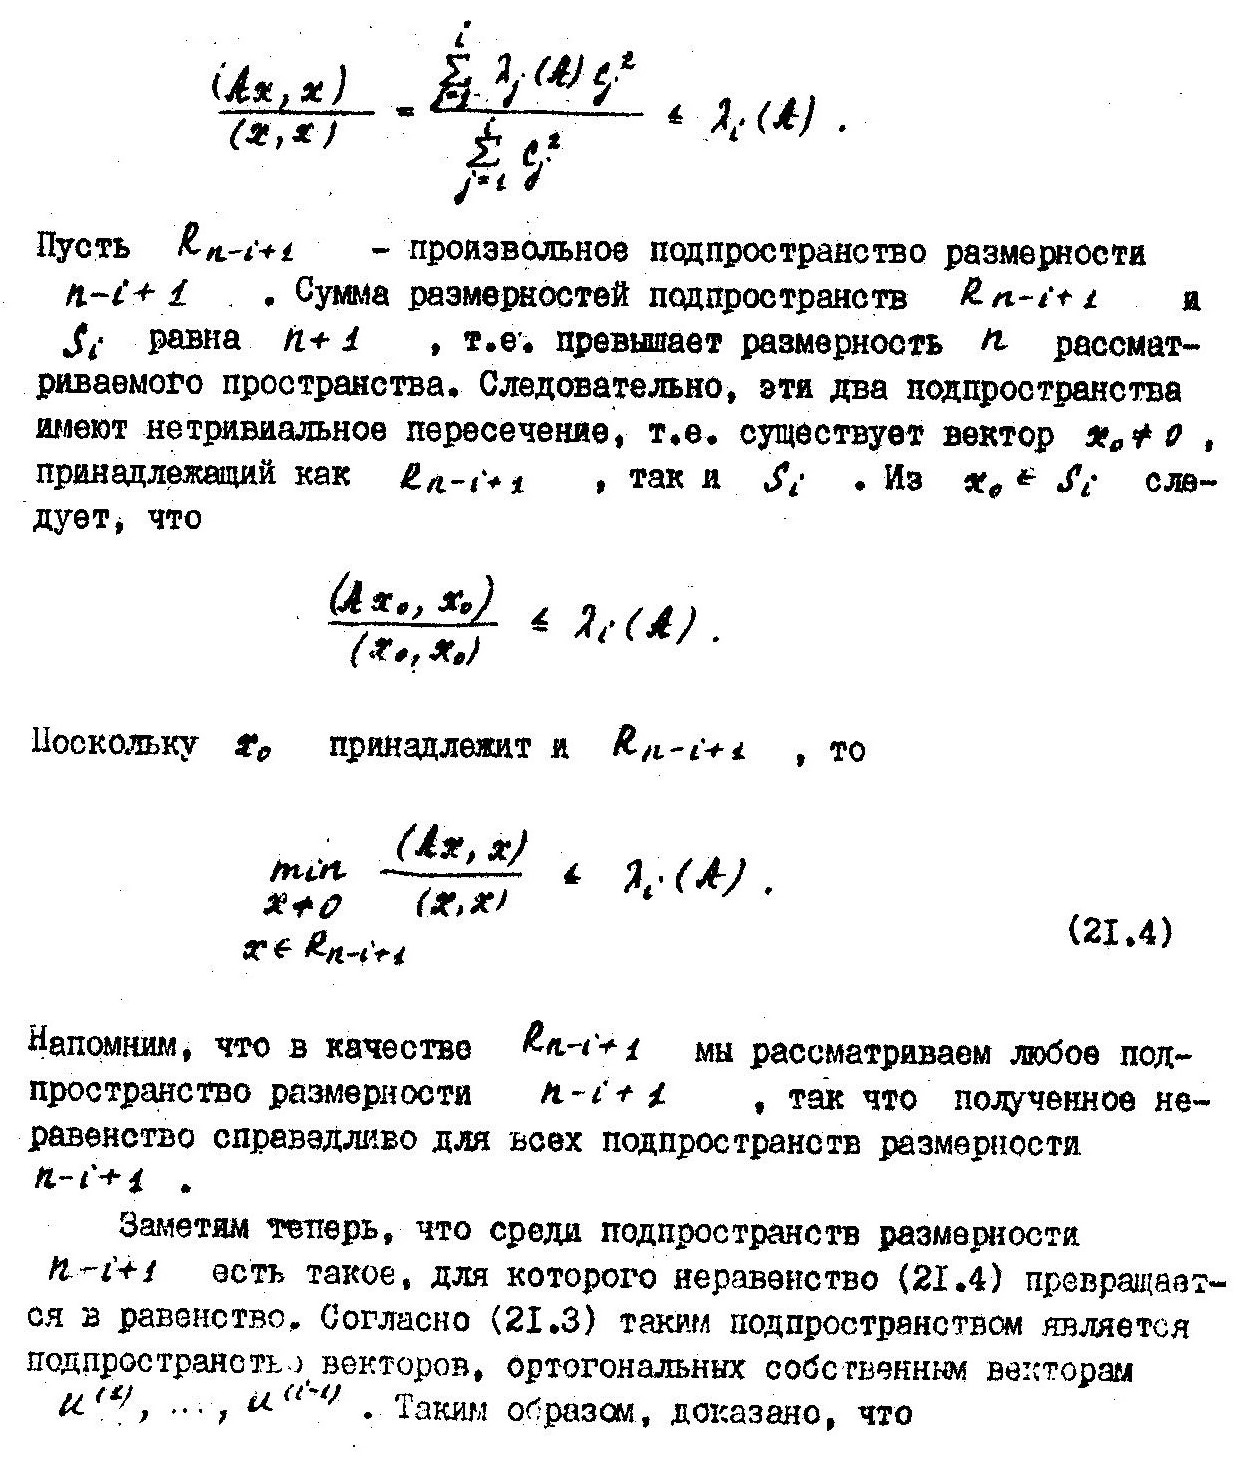 (Ax, x) / (x, x) = ∑_{j=1}^{i} λ_j(A) c_j^2 / ∑_{j=1}^{i} c_j^2 ≤ λ_i(A) .
Пусть R_{n-i+1} - произвольное подпространство размерности
n-i+1 . Сумма размерностей подпространств R_{n-i+1} и
S_i равна n+1 , т.е. превышает размерность n рассмат-
риваемого пространства. Следовательно, эти два подпространства
имеют нетривиальное пересечение, т.е. существует вектор x_0 ≠ 0 ,
принадлежащий как R_{n-i+1} , так и S_i . Из x_0 ∈ S_i сле-
дует, что
(Ax_0, x_0) / (x_0, x_0) ≤ λ_i(A) .
Поскольку x_0 принадлежит и R_{n-i+1} , то
min_{x≠0, x∈R_{n-i+1}} (Ax, x) / (x, x) ≤ λ_i(A) .
(21.4)
Напомним, что в качестве R_{n-i+1} мы рассматриваем любое под-
пространство размерности n-i+1 , так что полученное не-
равенство справедливо для всех подпространств размерности
n-i+1 .
Заметим теперь, что среди подпространств размерности
n-i+1 есть такое, для которого неравенство (21.4) превращает-
ся в равенство. Согласно (21.3) таким подпространством является
подпространство векторов, ортогональных собственным векторам
u^{(1)}, ..., u^{(i-1)} . Таким образом, доказано, что